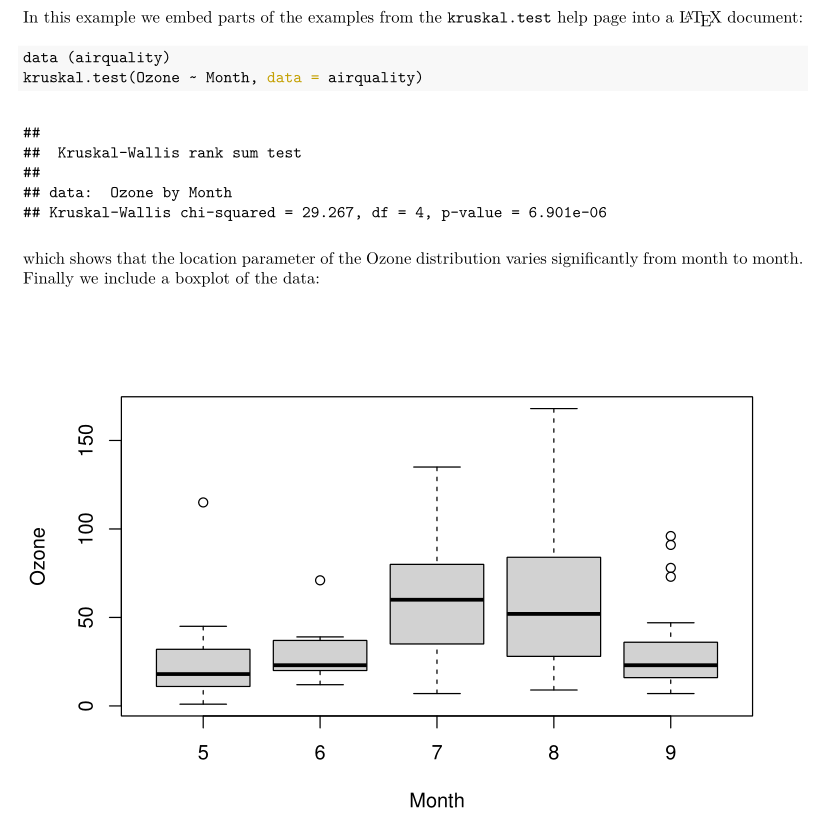 In this example we embed parts of the examples from the kruskal.test help page into a LATEX document:
data (airquality)
kruskal.test(Ozone ~ Month, data = airquality)
##
##  Kruskal-Wallis rank sum test
##
## data:  Ozone by Month
## Kruskal-Wallis chi-squared = 29.267, df = 4, p-value = 6.901e-06
which shows that the location parameter of the Ozone distribution varies significantly from month to month.
Finally we include a boxplot of the data:
150
100
50
0
Ozone
5 6 7 8 9
Month